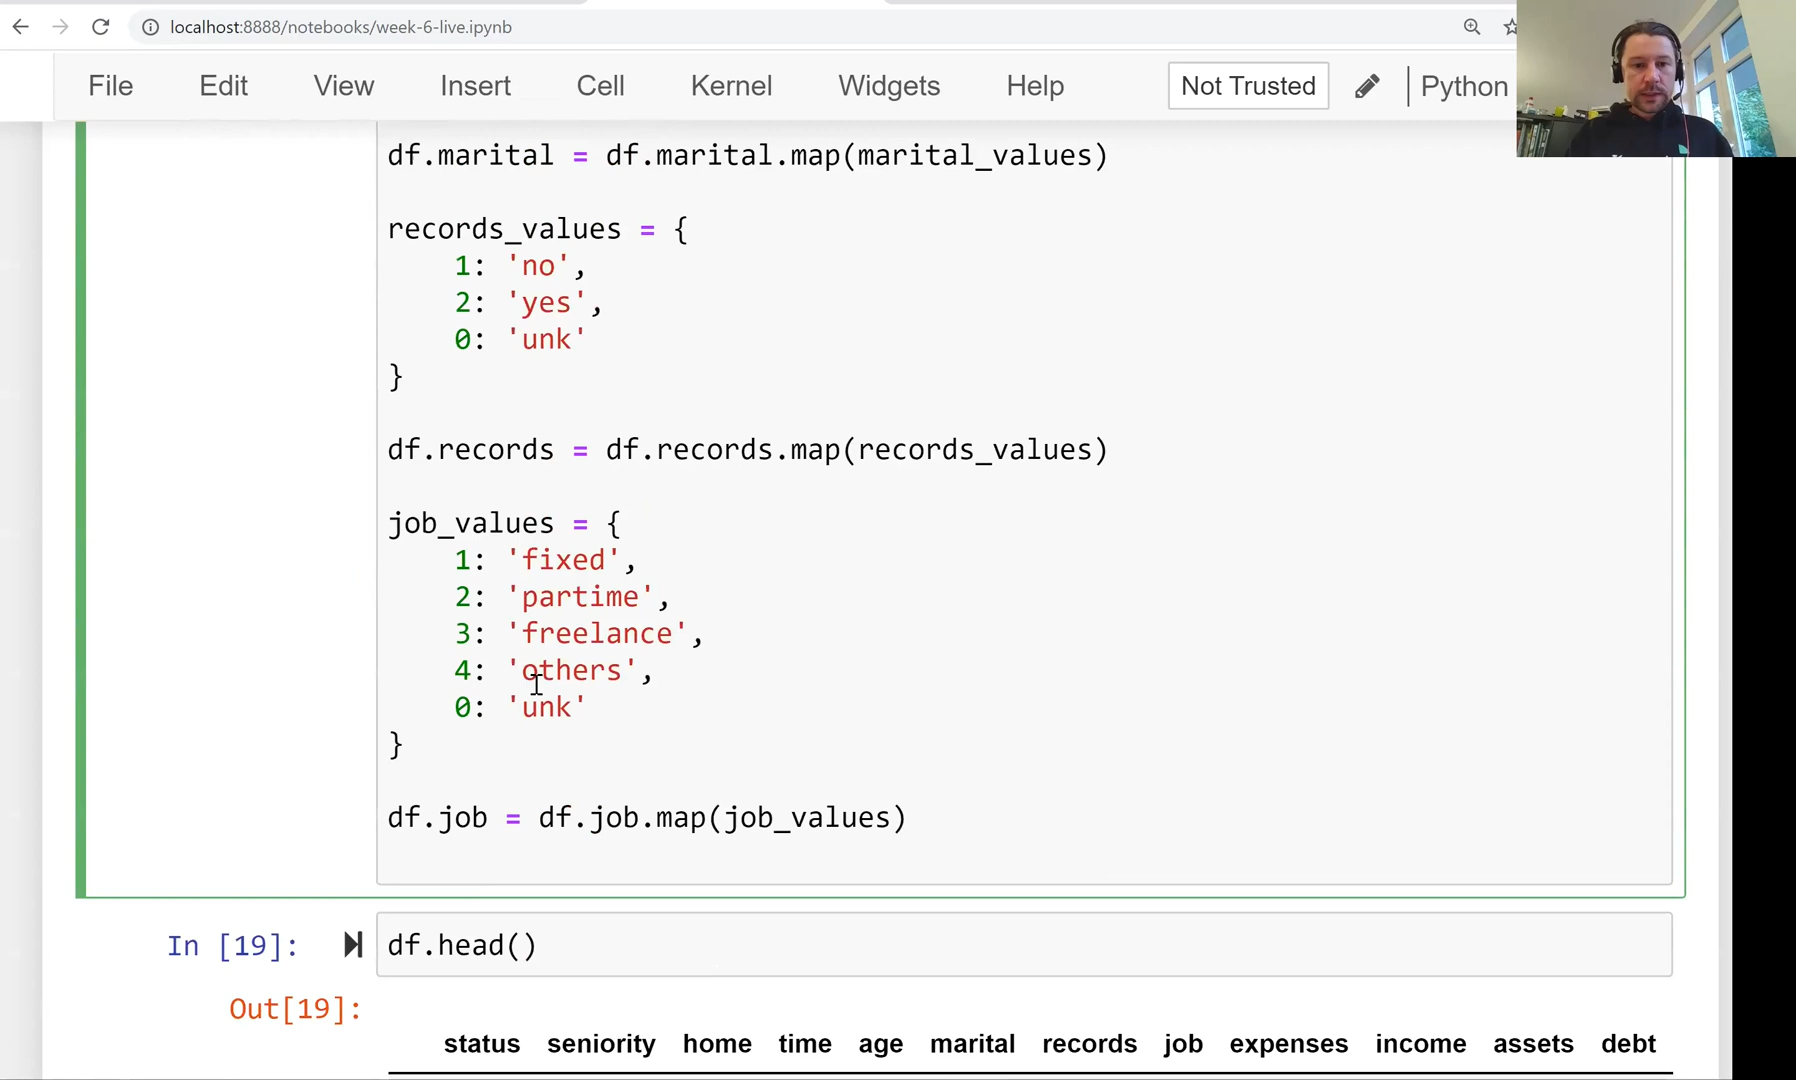 localhost:8888/notebooks/week-6-live.ipynb
File Edit View Insert Cell Kernel Widgets Help Not Trusted Python
df.marital = df.marital.map(marital_values)
records_values = {
1: 'no',
2: 'yes',
0: 'unk'
}
df.records = df.records.map(records_values)
job_values = {
1: 'fixed',
2: 'partime',
3: 'freelance',
4: 'others',
0: 'unk'
}
df.job = df.job.map(job_values)
In [19]: df.head()
Out[19]:
status seniority home time age marital records job expenses income assets debt